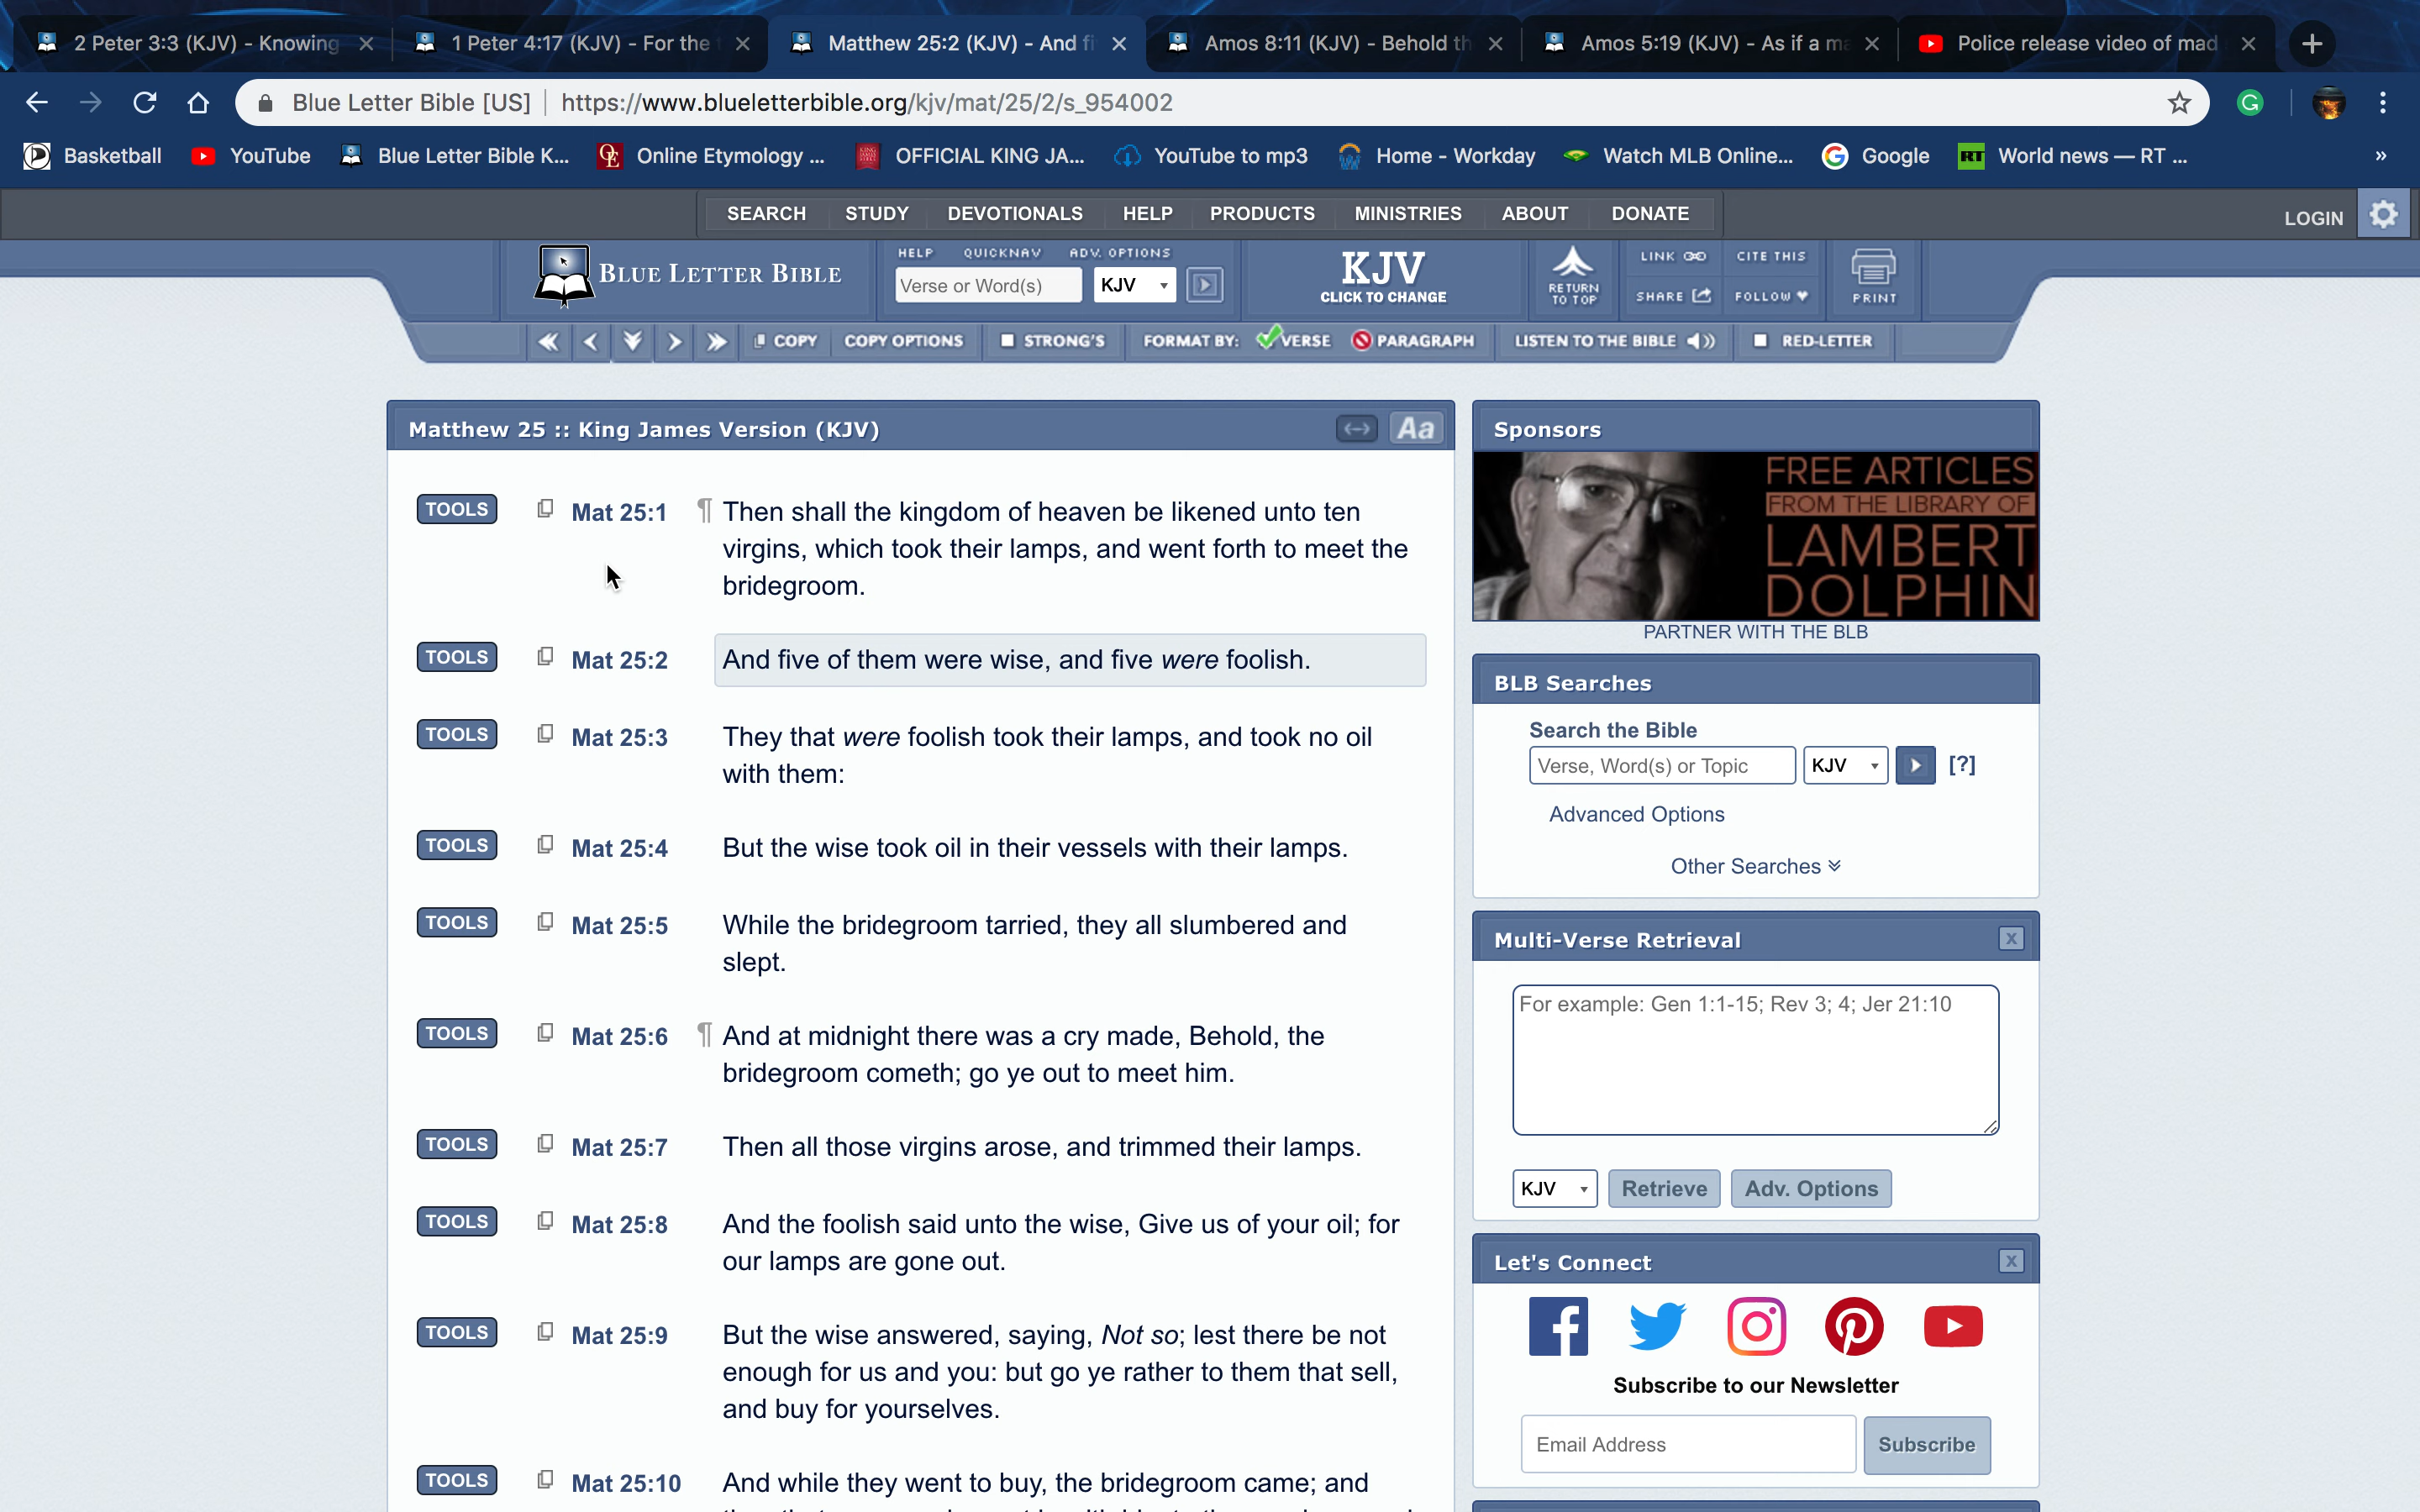 2 Peter 3:3 (KJV) - Knowing
1 Peter 4:17 (KJV) - For the
Matthew 25:2 (KJV) - And fi
Amos 8:11 (KJV) - Behold th
Amos 5:19 (KJV) - As if a ma
Police release video of mad
Blue Letter Bible [US] https://www.blueletterbible.org/kjv/mat/25/2/s_954002
Basketball YouTube Blue Letter Bible K... Online Etymology ... OFFICIAL KING JA... YouTube to mp3 Home - Workday Watch MLB Online... Google World news — RT ... »
SEARCH STUDY DEVOTIONALS HELP PRODUCTS MINISTRIES ABOUT DONATE LOGIN
BLUE LETTER BIBLE
HELP QUICKNAV ADV. OPTIONS
Verse or Word(s) KJV
KJV
CLICK TO CHANGE
RETURN
TO TOP
LINK CITE THIS
SHARE FOLLOW
PRINT
COPY COPY OPTIONS STRONG'S FORMAT BY: VERSE PARAGRAPH LISTEN TO THE BIBLE RED-LETTER
Matthew 25 :: King James Version (KJV) Aa
TOOLS Mat 25:1 ¶ Then shall the kingdom of heaven be likened unto ten
virgins, which took their lamps, and went forth to meet the
bridegroom.
TOOLS Mat 25:2 And five of them were wise, and five were foolish.
TOOLS Mat 25:3 They that were foolish took their lamps, and took no oil
with them:
TOOLS Mat 25:4 But the wise took oil in their vessels with their lamps.
TOOLS Mat 25:5 While the bridegroom tarried, they all slumbered and
slept.
TOOLS Mat 25:6 ¶ And at midnight there was a cry made, Behold, the
bridegroom cometh; go ye out to meet him.
TOOLS Mat 25:7 Then all those virgins arose, and trimmed their lamps.
TOOLS Mat 25:8 And the foolish said unto the wise, Give us of your oil; for
our lamps are gone out.
TOOLS Mat 25:9 But the wise answered, saying, Not so; lest there be not
enough for us and you: but go ye rather to them that sell,
and buy for yourselves.
TOOLS Mat 25:10 And while they went to buy, the bridegroom came; and
Sponsors
FREE ARTICLES
FROM THE LIBRARY OF
LAMBERT
DOLPHIN
PARTNER WITH THE BLB
BLB Searches
Search the Bible
Verse, Word(s) or Topic KJV [?]
Advanced Options
Other Searches
Multi-Verse Retrieval x
For example: Gen 1:1-15; Rev 3; 4; Jer 21:10
KJV Retrieve Adv. Options
Let's Connect x
Subscribe to our Newsletter
Email Address Subscribe